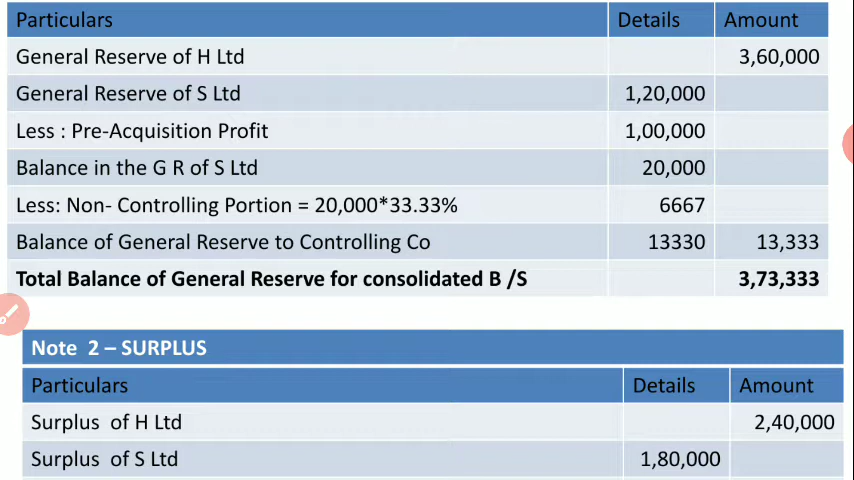 Particulars Details Amount
General Reserve of H Ltd 3,60,000
General Reserve of S Ltd 1,20,000
Less : Pre-Acquisition Profit 1,00,000
Balance in the G R of S Ltd 20,000
Less: Non- Controlling Portion = 20,000*33.33% 6667
Balance of General Reserve to Controlling Co 13330 13,333
Total Balance of General Reserve for consolidated B /S 3,73,333
Note 2 – SURPLUS
Particulars Details Amount
Surplus of H Ltd 2,40,000
Surplus of S Ltd 1,80,000